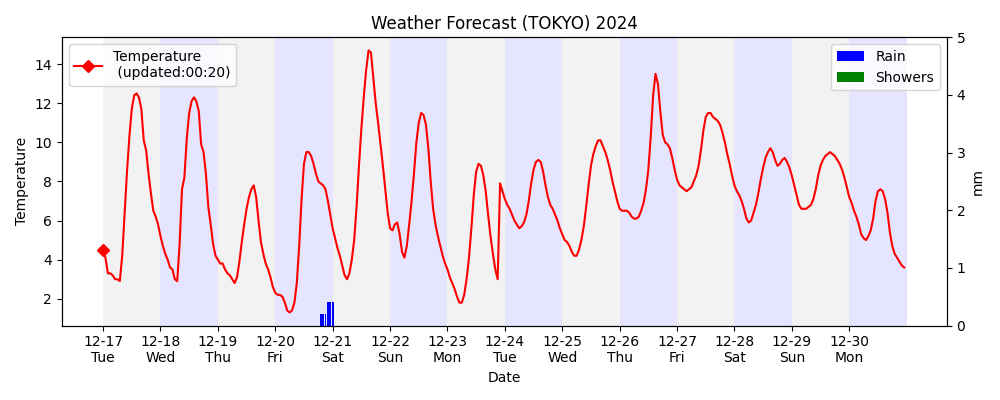 Weather Forecast (TOKYO) 2024
Temperature
(updated:00:20)
Rain
Showers
Temperature
14
12
10
8
6
4
2
5
4
3
2
1
0
mm
12-17 12-18 12-19 12-20 12-21 12-22 12-23 12-24 12-25 12-26 12-27 12-28 12-29 12-30
Tue Wed Thu Fri Sat Sun Mon Tue Wed Thu Fri Sat Sun Mon
Date